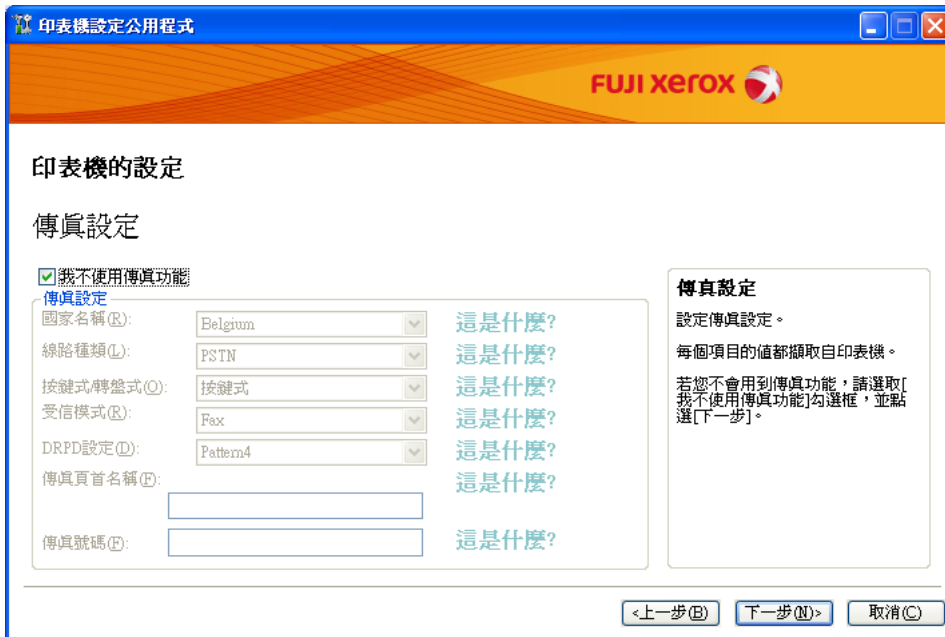 印表機設定公用程式
FUJI xerox
印表機的設定
傳真設定
我不使用傳真功能
傳真設定
國家名稱(R): Belgium 這是什麼?
線路種類(L): PSTN 這是什麼?
按鍵式/轉盤式(O): 按鍵式 這是什麼?
受信模式(R): Fax 這是什麼?
DRPD設定(D): Pattern4 這是什麼?
傳真頁首名稱(F): 這是什麼?
傳真號碼(F): 這是什麼?
傳真設定
設定傳真設定。
每個項目的值都擷取自印表機。
若您不會用到傳真功能，請選取[
我不使用傳真功能]勾選框，並點
選[下一步]。
<上一步(B)
下一步(N)>
取消(C)